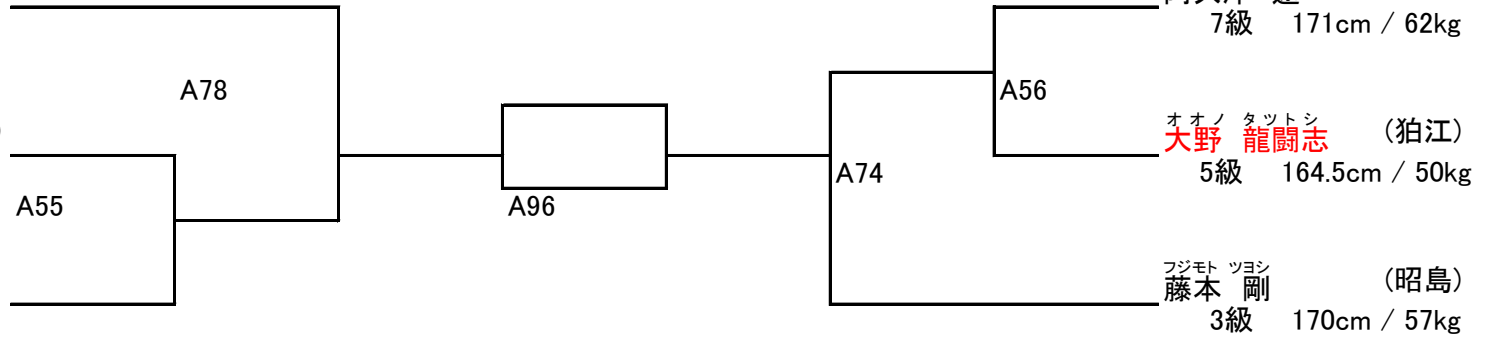 7級 171cm / 62kg
A78
A56
オオノ タツトシ
大野 龍闘志 (狛江)
5級 164.5cm / 50kg
A74
A55
A96
フジモト ツヨシ
藤本 剛 (昭島)
3級 170cm / 57kg